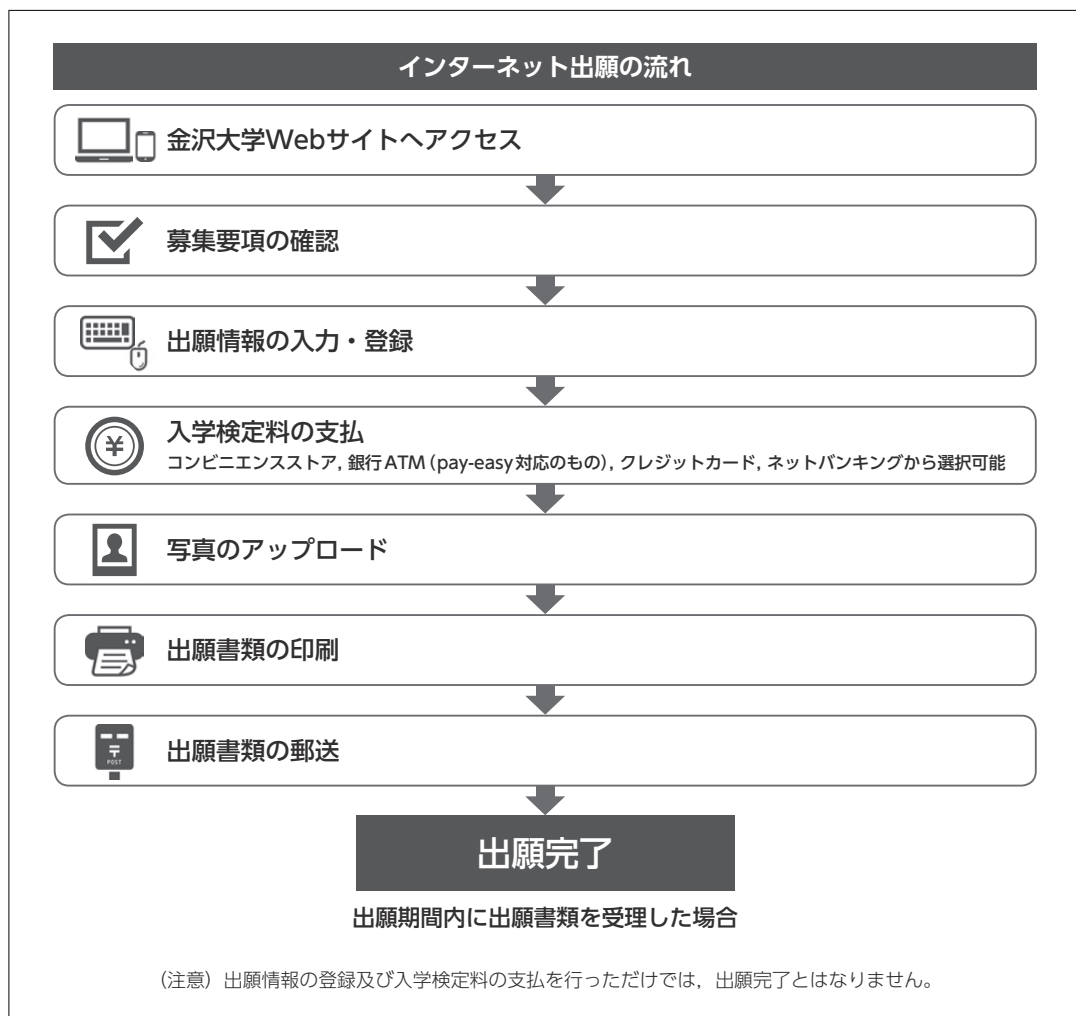 インターネット出願の流れ
金沢大学Webサイトへアクセス
募集要項の確認
出願情報の入力・登録
¥
入学検定料の支払
コンビニエンスストア, 銀行ATM (pay-easy対応のもの), クレジットカード, ネットバンキングから選択可能
写真のアップロード
出願書類の印刷
〒
POST
出願書類の郵送
出願完了
出願期間内に出願書類を受理した場合
(注意) 出願情報の登録及び入学検定料の支払を行っただけでは, 出願完了とはなりません。